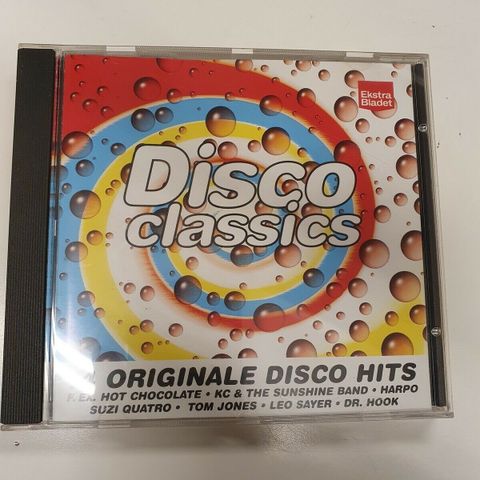 Ekstra
Bladet
Disco
classics
ORIGINALE DISCO HITS
F. EX. HOT CHOCOLATE • KC & THE SUNSHINE BAND • HARPO
SUZI QUATRO • TOM JONES • LEO SAYER • DR. HOOK